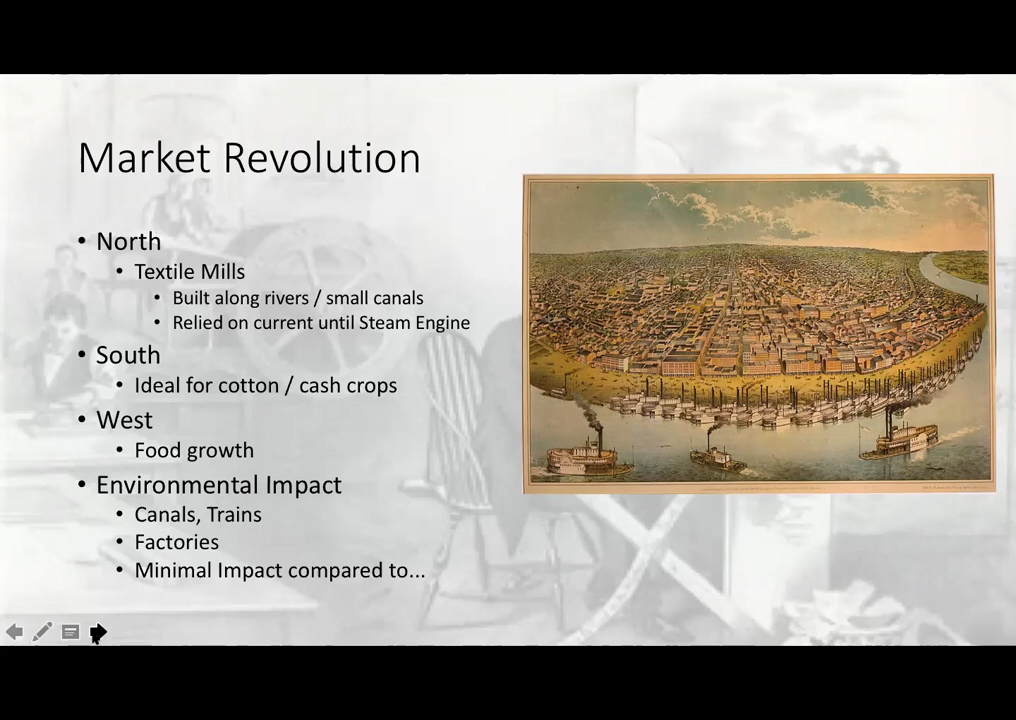 Market Revolution
• North
• Textile Mills
• Built along rivers / small canals
• Relied on current until Steam Engine
• South
• Ideal for cotton / cash crops
• West
• Food growth
• Environmental Impact
• Canals, Trains
• Factories
• Minimal Impact compared to...